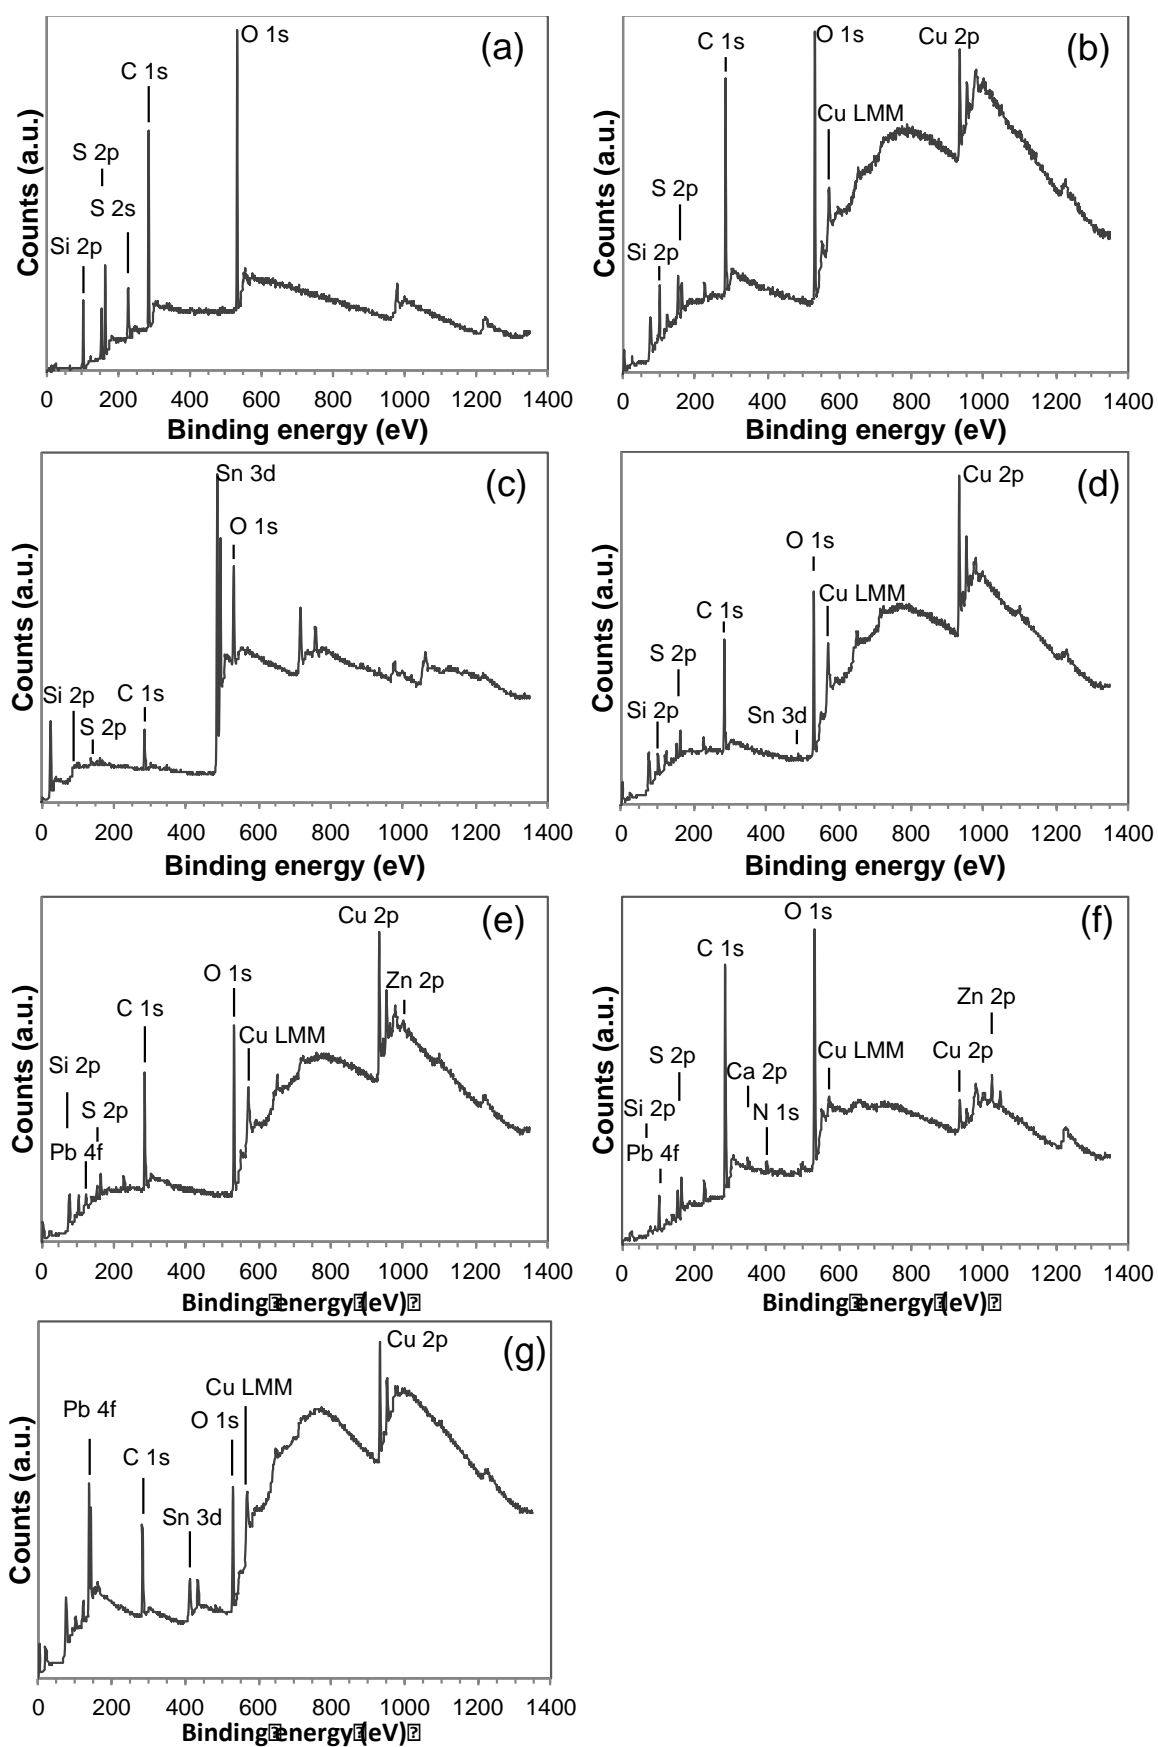 (a)
O 1s
C 1s
S 2p
S 2s
Si 2p
Counts (a.u.)
0 200 400 600 800 1000 1200 1400
Binding energy (eV)
(b)
C 1s
O 1s
Cu 2p
Cu LMM
S 2p
Si 2p
Counts (a.u.)
0 200 400 600 800 1000 1200 1400
Binding energy (eV)
(c)
Sn 3d
O 1s
Si 2p
C 1s
S 2p
Counts (a.u.)
0 200 400 600 800 1000 1200 1400
Binding energy (eV)
(d)
Cu 2p
O 1s
Cu LMM
C 1s
S 2p
Si 2p
Sn 3d
Counts (a.u.)
0 200 400 600 800 1000 1200 1400
Binding energy (eV)
(e)
Cu 2p
O 1s
Zn 2p
C 1s
Cu LMM
Si 2p
S 2p
Pb 4f
Counts (a.u.)
0 200 400 600 800 1000 1200 1400
Binding energy (eV)
(f)
O 1s
C 1s
Zn 2p
S 2p
Cu LMM
Cu 2p
Ca 2p
Si 2p
N 1s
Pb 4f
Counts (a.u.)
0 200 400 600 800 1000 1200 1400
Binding energy (eV)
(g)
Cu 2p
Cu LMM
Pb 4f
O 1s
C 1s
Sn 3d
Counts (a.u.)
0 200 400 600 800 1000 1200 1400
Binding energy (eV)